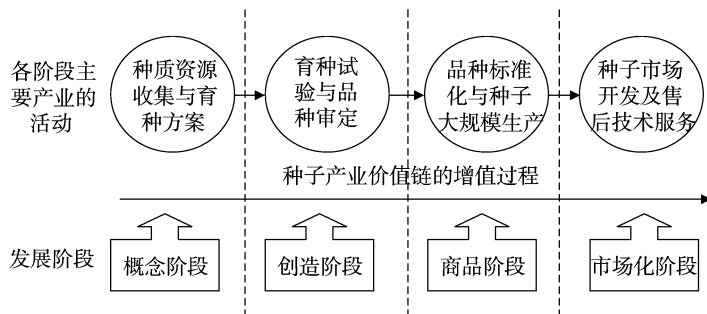 各阶段主
要产业的
活动
种质资源
收集与育
种方案
育种试
验与品
种审定
品种标准
化与种子
大规模生产
种子市场
开发及售
后技术服务
种子产业价值链的增值过程
发展阶段
概念阶段
创造阶段
商品阶段
市场化阶段